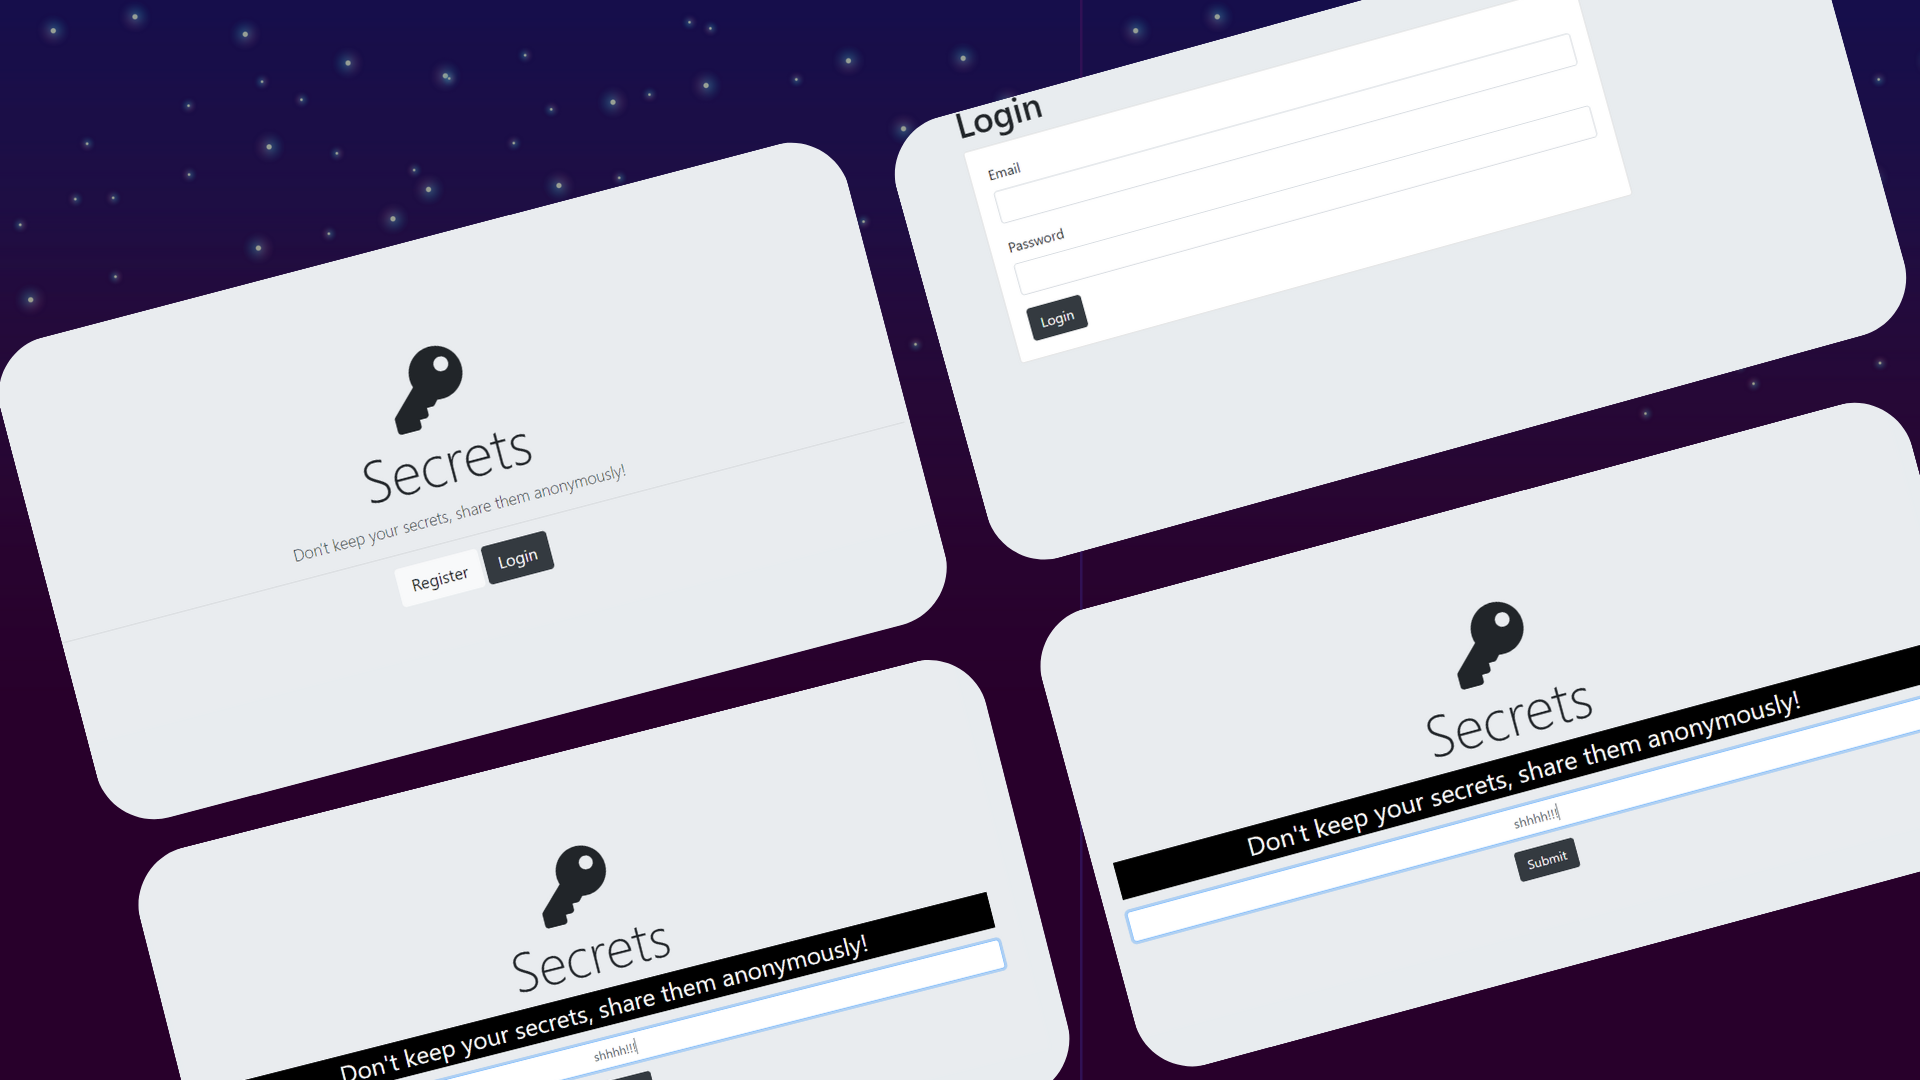 Secrets
Don't keep your secrets, share them anonymously!
Register
Login
Login
Email
Password
Login
Secrets
Don't keep your secrets, share them anonymously!
shhhh!!!
Secrets
Don't keep your secrets, share them anonymously!
shhhh!!!
Submit